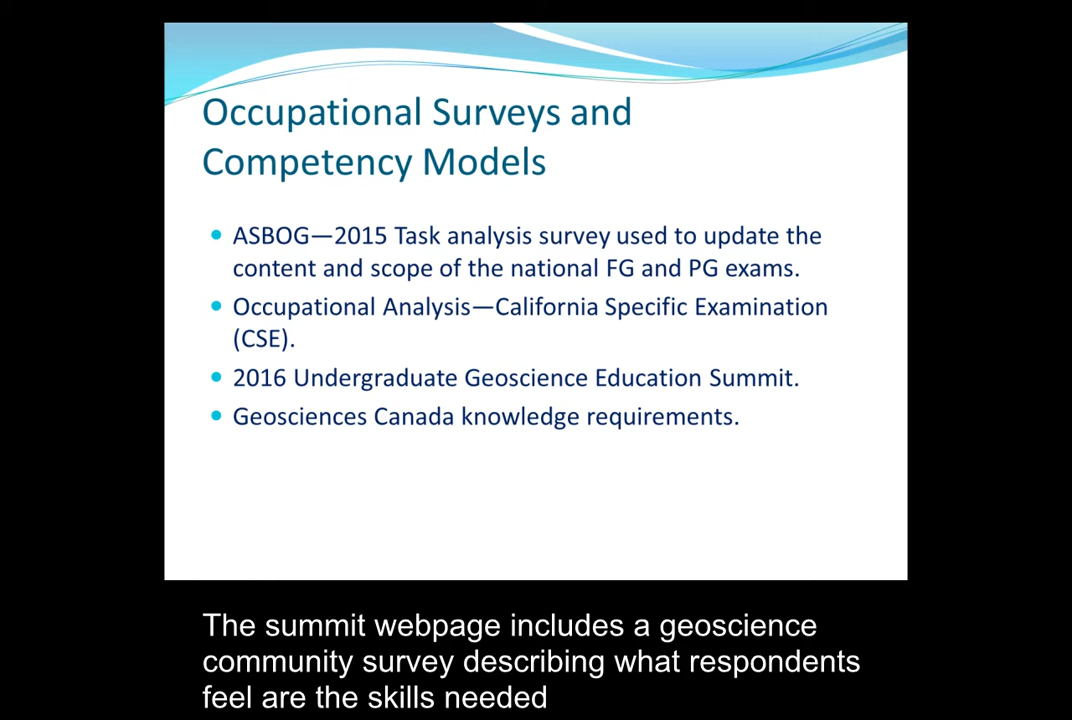 Occupational Surveys and
Competency Models
ASBOG—2015 Task analysis survey used to update the
content and scope of the national FG and PG exams.
Occupational Analysis—California Specific Examination
(CSE).
2016 Undergraduate Geoscience Education Summit.
Geosciences Canada knowledge requirements.
The summit webpage includes a geoscience
community survey describing what respondents
feel are the skills needed